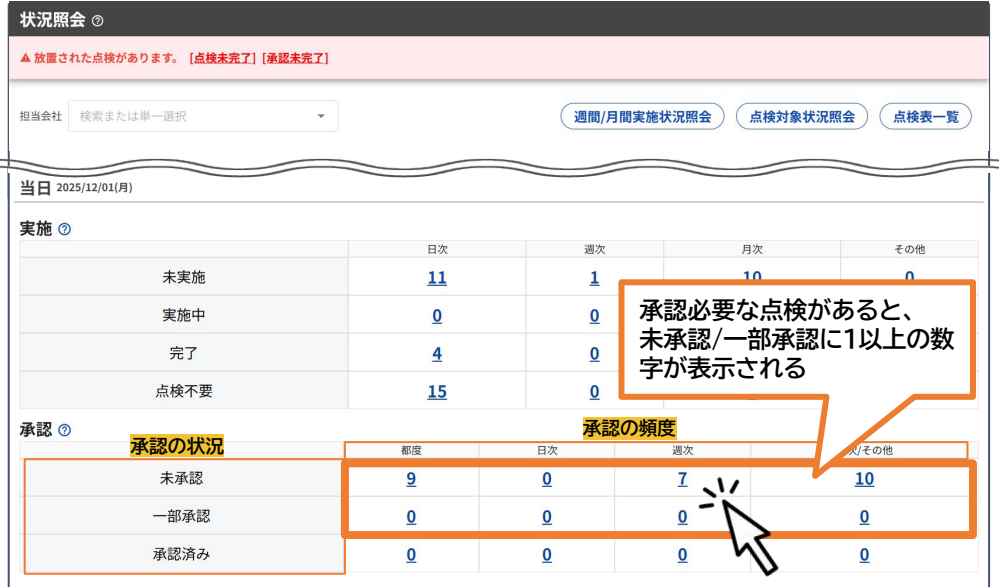 状況照会
放置された点検があります。 [点検未完了] [承認未完了]
担当会社 検索または単一選択 週間/月間実施状況照会 点検対象状況照会 点検表一覧
当日 2025/12/01(月)
実施
日次 週次 月次 その他
未実施 11 1 10 0
実施中 0 0
完了 4 0
点検不要 15 0
承認必要な点検があると、
未承認/一部承認に1以上の数
字が表示される
承認
承認の状況 承認の頻度
都度 日次 週次 /その他
未承認 9 0 7 10
一部承認 0 0 0 0
承認済み 0 0 0 0